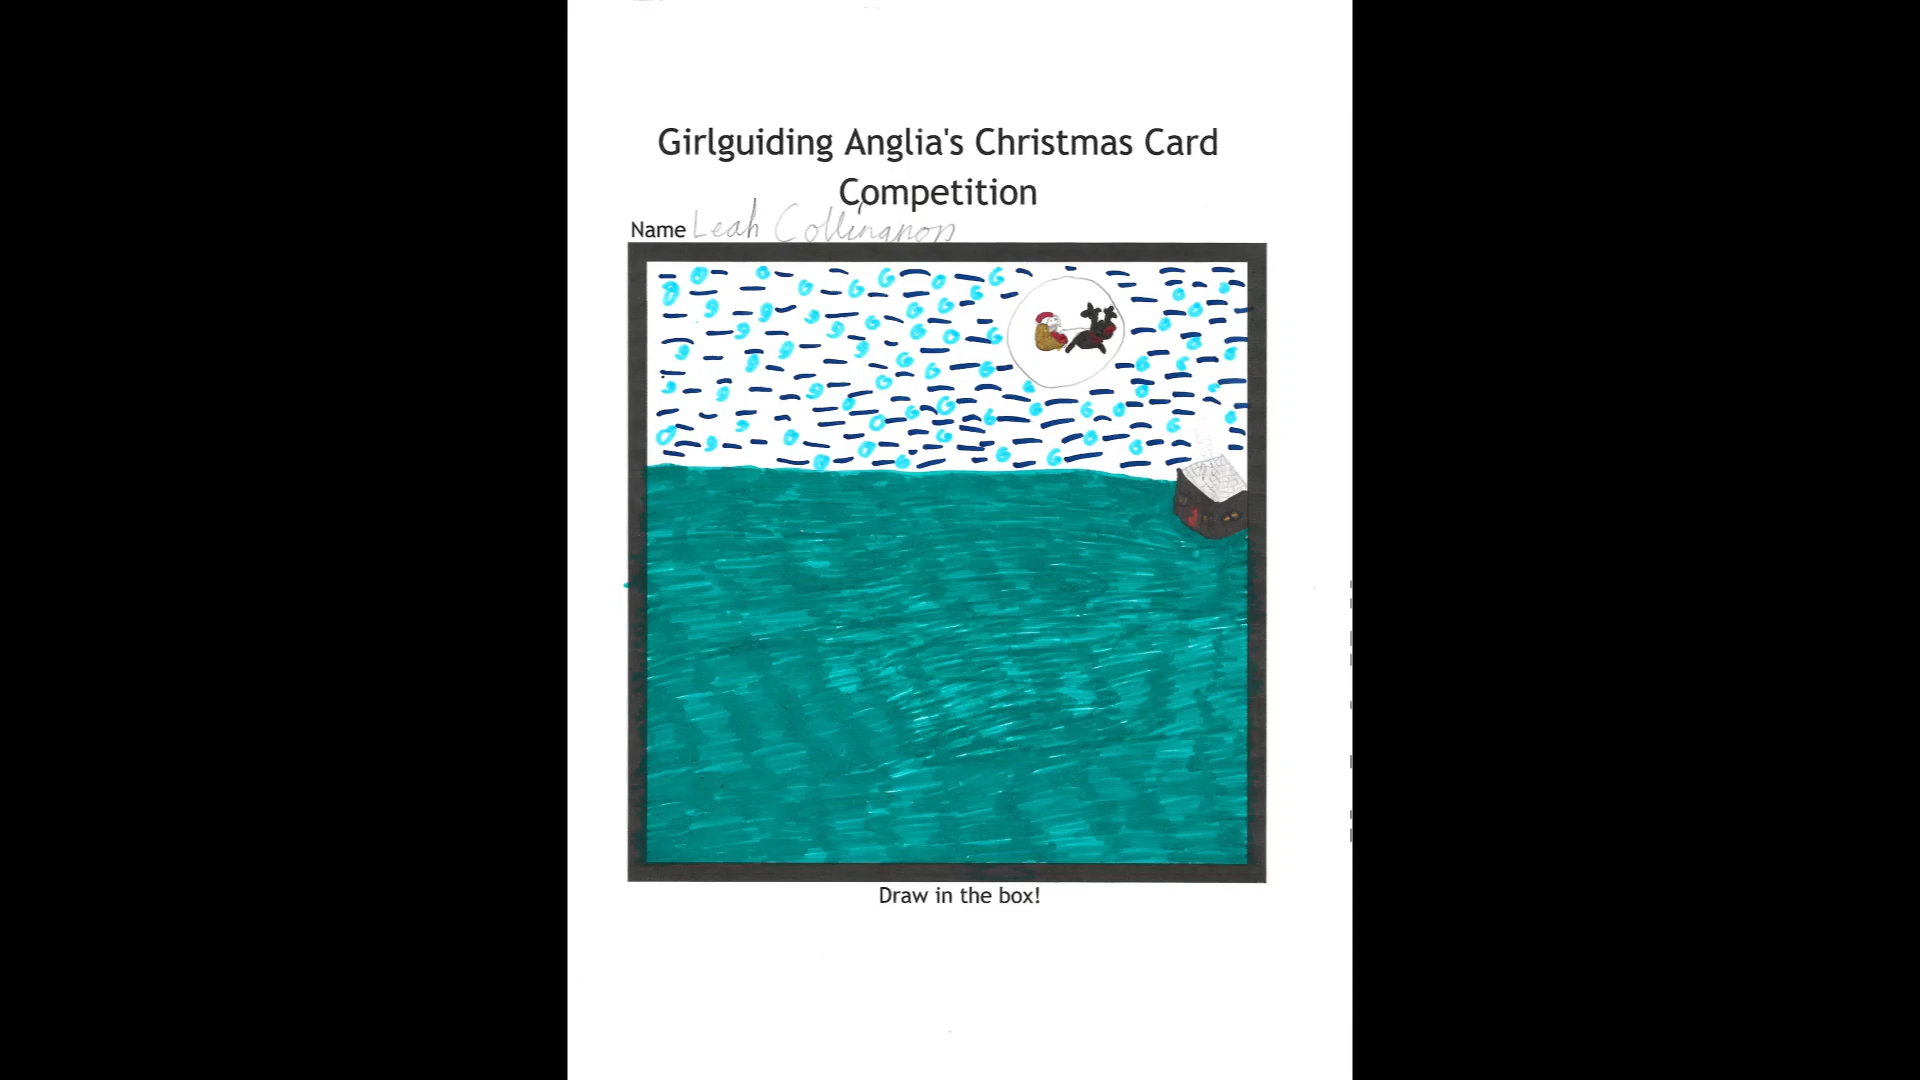 Girlguiding Anglia's Christmas Card
Competition
Name Leah
Draw in the box!